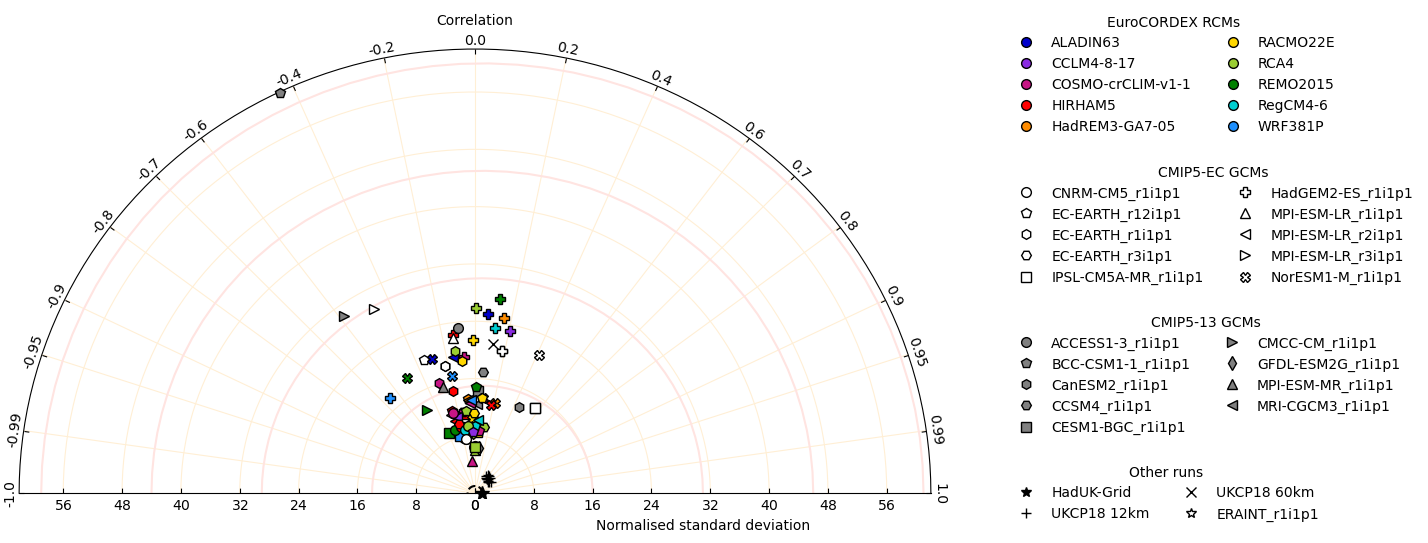 Correlation
-1.0
-0.99
-0.95
-0.9
-0.8
-0.7
-0.6
-0.4
-0.2
0.0
0.2
0.4
0.6
0.7
0.8
0.9
0.95
0.99
1.0
56 48 40 32 24 16 8 0 8 16 24 32 40 48 56
Normalised standard deviation
EuroCORDEX RCMs
ALADIN63 RACMO22E
CCLM4-8-17 RCA4
COSMO-crCLIM-v1-1 REMO2015
HIRHAM5 RegCM4-6
HadREM3-GA7-05 WRF381P
CMIP5-EC GCMs
CNRM-CM5_r1i1p1 HadGEM2-ES_r1i1p1
EC-EARTH_r12i1p1 MPI-ESM-LR_r1i1p1
EC-EARTH_r1i1p1 MPI-ESM-LR_r2i1p1
EC-EARTH_r3i1p1 MPI-ESM-LR_r3i1p1
IPSL-CM5A-MR_r1i1p1 NorESM1-M_r1i1p1
CMIP5-13 GCMs
ACCESS1-3_r1i1p1 CMCC-CM_r1i1p1
BCC-CSM1-1_r1i1p1 GFDL-ESM2G_r1i1p1
CanESM2_r1i1p1 MPI-ESM-MR_r1i1p1
CCSM4_r1i1p1 MRI-CGCM3_r1i1p1
CESM1-BGC_r1i1p1
Other runs
HadUK-Grid UKCP18 60km
UKCP18 12km ERAINT_r1i1p1